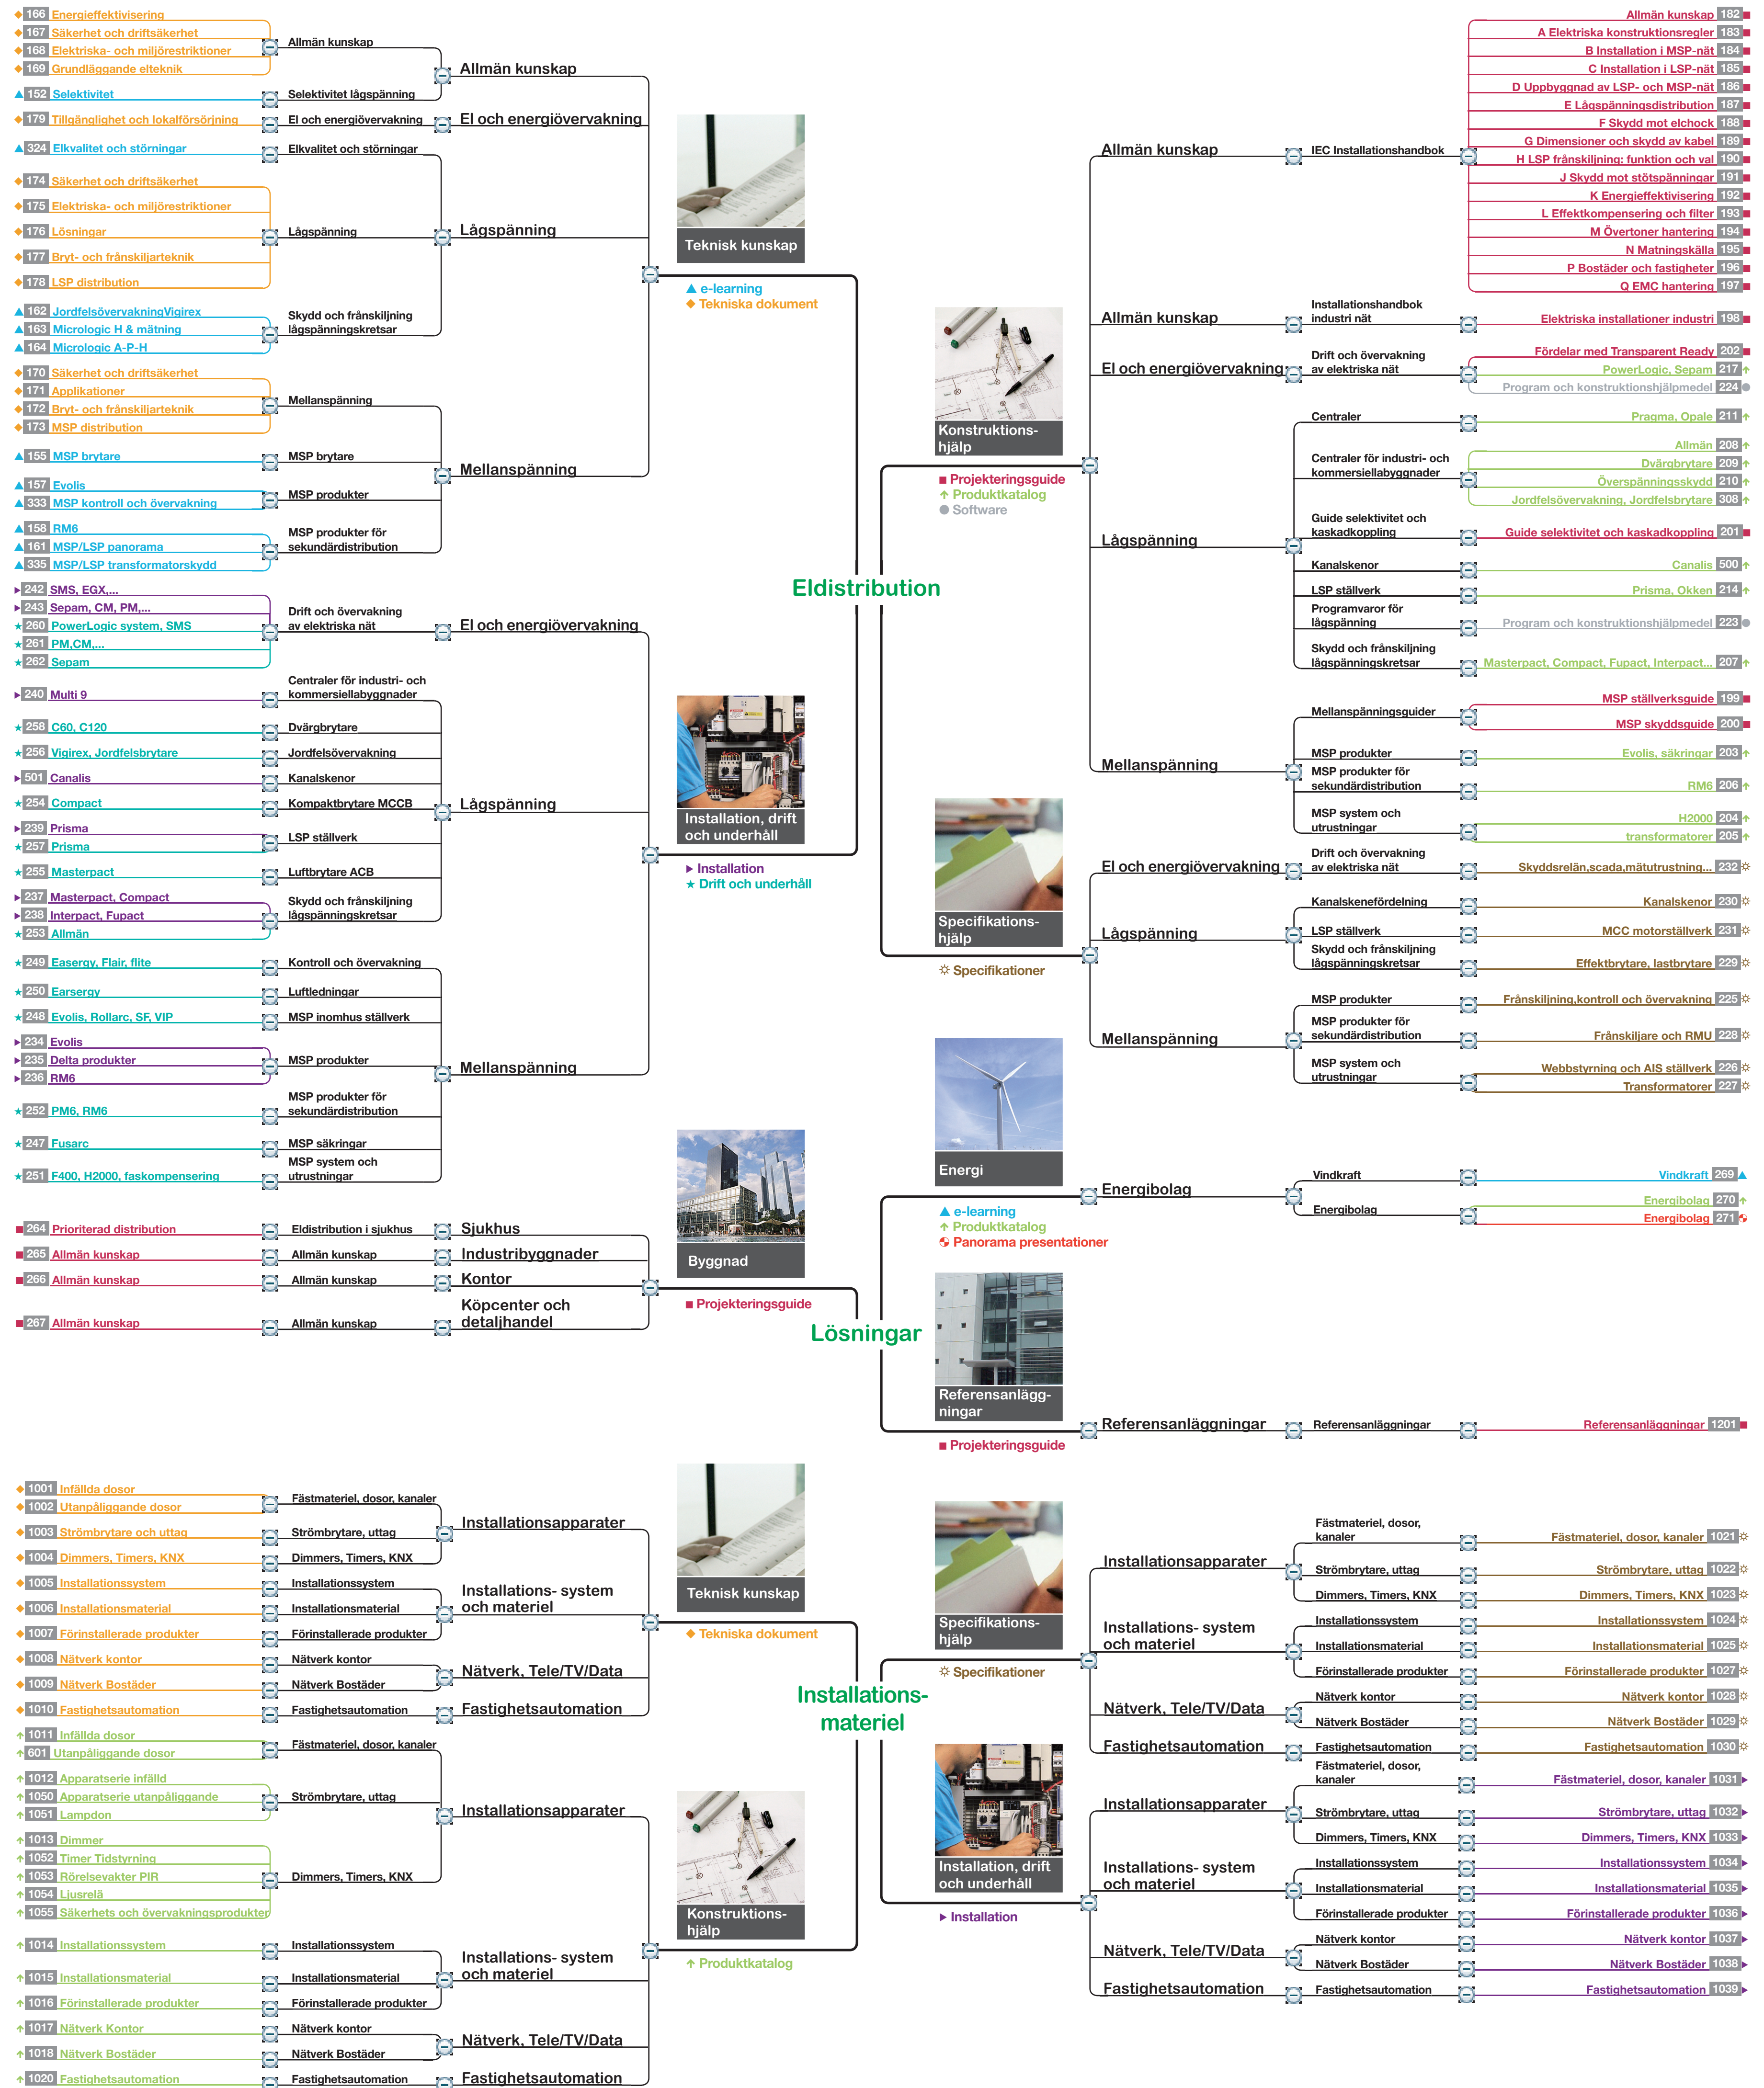 166 Energieffektivisering
167 Säkerhet och driftsäkerhet
168 Elektriska- och miljörestriktioner
169 Grundläggande elteknik
Allmän kunskap
152 Selektivitet
Selektivitet lågspänning
Allmän kunskap
179 Tillgänglighet och lokalförsörjning
El och energiövervakning
El och energiövervakning
324 Elkvalitet och störningar
Elkvalitet och störningar
174 Säkerhet och driftsäkerhet
175 Elektriska- och miljörestriktioner
176 Lösningar
177 Bryt- och frånskiljarteknik
178 LSP distribution
Lågspänning
Lågspänning
162 JordfelsövervakningVigirex
163 Micrologic H & mätning
164 Micrologic A-P-H
Skydd och frånskiljning
lågspänningskretsar
170 Säkerhet och driftsäkerhet
171 Applikationer
172 Bryt- och frånskiljarteknik
173 MSP distribution
Mellanspänning
155 MSP brytare
MSP brytare
Mellanspänning
157 Evolis
333 MSP kontroll och övervakning
MSP produkter
158 RM6
161 MSP/LSP panorama
335 MSP/LSP transformatorskydd
MSP produkter för
sekundärdistribution
Teknisk kunskap
e-learning
Tekniska dokument
242 SMS, EGX,...
243 Sepam, CM, PM,...
260 PowerLogic system, SMS
261 PM,CM,...
262 Sepam
Drift och övervakning
av elektriska nät
El och energiövervakning
240 Multi 9
Centraler för industri- och
kommersiellabyggnader
258 C60, C120
Dvärgbrytare
256 Vigirex, Jordfelsbrytare
Jordfelsövervakning
501 Canalis
Kanalskenor
254 Compact
Kompaktbrytare MCCB
Lågspänning
239 Prisma
257 Prisma
LSP ställverk
255 Masterpact
Luftbrytare ACB
237 Masterpact, Compact
238 Interpact, Fupact
253 Allmän
Skydd och frånskiljning
lågspänningskretsar
249 Easergy, Flair, flite
Kontroll och övervakning
250 Earsergy
Luftledningar
248 Evolis, Rollarc, SF, VIP
MSP inomhus ställverk
234 Evolis
235 Delta produkter
236 RM6
MSP produkter
Mellanspänning
252 PM6, RM6
MSP produkter för
sekundärdistribution
247 Fusarc
MSP säkringar
251 F400, H2000, faskompensering
MSP system och
utrustningar
Installation, drift
och underhåll
Installation
Drift och underhåll
Eldistribution
Konstruktions-
hjälp
Projekteringsguide
Produktkatalog
Software
Allmän kunskap
IEC Installationshandbok
Allmän kunskap 182
A Elektriska konstruktionsregler 183
B Installation i MSP-nät 184
C Installation i LSP-nät 185
D Uppbyggnad av LSP- och MSP-nät 186
E Lågspänningsdistribution 187
F Skydd mot elchock 188
G Dimensioner och skydd av kabel 189
H LSP frånskiljning: funktion och val 190
J Skydd mot stötspänningar 191
K Energieffektivisering 192
L Effektkompensering och filter 193
M Övertoner hantering 194
N Matningskälla 195
P Bostäder och fastigheter 196
Q EMC hantering 197
Allmän kunskap
Installationshandbok
industri nät
Elektriska installationer industri 198
El och energiövervakning
Drift och övervakning
av elektriska nät
Fördelar med Transparent Ready 202
PowerLogic, Sepam 217
Program och konstruktionshjälpmedel 224
Lågspänning
Centraler
Pragma, Opale 211
Centraler för industri- och
kommersiellabyggnader
Allmän 208
Dvärgbrytare 209
Överspänningsskydd 210
Jordfelsövervakning, Jordfelsbrytare 308
Guide selektivitet och
kaskadkoppling
Guide selektivitet och kaskadkoppling 201
Kanalskenor
Canalis 500
LSP ställverk
Prisma, Okken 214
Programvaror för
lågspänning
Program och konstruktionshjälpmedel 223
Skydd och frånskiljning
lågspänningskretsar
Masterpact, Compact, Fupact, Interpact... 207
Mellanspänning
Mellanspänningsguider
MSP ställverksguide 199
MSP skyddsguide 200
MSP produkter
Evolis, säkringar 203
MSP produkter för
sekundärdistribution
RM6 206
MSP system och
utrustningar
H2000 204
transformatorer 205
Specifikations-
hjälp
Specifikationer
El och energiövervakning
Drift och övervakning
av elektriska nät
Skyddsrelän,scada,mätutrustning... 232
Lågspänning
Kanalskenefördelning
Kanalskenor 230
LSP ställverk
MCC motorställverk 231
Skydd och frånskiljning
lågspänningskretsar
Effektbrytare, lastbrytare 229
Mellanspänning
MSP produkter
Frånskiljning,kontroll och övervakning 225
MSP produkter för
sekundärdistribution
Frånskiljare och RMU 228
MSP system och
utrustningar
Webbstyrning och AIS ställverk 226
Transformatorer 227
264 Prioriterad distribution
Eldistribution i sjukhus
Sjukhus
265 Allmän kunskap
Allmän kunskap
Industribyggnader
266 Allmän kunskap
Allmän kunskap
Kontor
267 Allmän kunskap
Allmän kunskap
Köpcenter och
detaljhandel
Byggnad
Projekteringsguide
Lösningar
Energi
e-learning
Produktkatalog
Panorama presentationer
Energibolag
Vindkraft
Vindkraft 269
Energibolag
Energibolag 270
Energibolag 271
Referensanlägg-
ningar
Projekteringsguide
Referensanläggningar
Referensanläggningar
Referensanläggningar 1201
1001 Infällda dosor
1002 Utanpåliggande dosor
Fästmateriel, dosor, kanaler
1003 Strömbrytare och uttag
Strömbrytare, uttag
1004 Dimmers, Timers, KNX
Dimmers, Timers, KNX
Installationsapparater
1005 Installationssystem
Installationssystem
1006 Installationsmaterial
Installationsmaterial
1007 Förinstallerade produkter
Förinstallerade produkter
Installations- system
och materiel
1008 Nätverk kontor
Nätverk kontor
1009 Nätverk Bostäder
Nätverk Bostäder
Nätverk, Tele/TV/Data
1010 Fastighetsautomation
Fastighetsautomation
Fastighetsautomation
Teknisk kunskap
Tekniska dokument
1011 Infällda dosor
601 Utanpåliggande dosor
Fästmateriel, dosor, kanaler
1012 Apparatserie infälld
1050 Apparatserie utanpåliggande
1051 Lampdon
Strömbrytare, uttag
Installationsapparater
1013 Dimmer
1052 Timer Tidstyrning
1053 Rörelsevakter PIR
1054 Ljusrelä
1055 Säkerhets och övervakningsprodukter
Dimmers, Timers, KNX
1014 Installationssystem
Installationssystem
1015 Installationsmaterial
Installationsmaterial
1016 Förinstallerade produkter
Förinstallerade produkter
Installations- system
och materiel
1017 Nätverk Kontor
Nätverk kontor
1018 Nätverk Bostäder
Nätverk Bostäder
Nätverk, Tele/TV/Data
1020 Fastighetsautomation
Fastighetsautomation
Fastighetsautomation
Konstruktions-
hjälp
Produktkatalog
Installations-
materiel
Specifikations-
hjälp
Specifikationer
Installationsapparater
Fästmateriel, dosor,
kanaler
Fästmateriel, dosor, kanaler 1021
Strömbrytare, uttag
Strömbrytare, uttag 1022
Dimmers, Timers, KNX
Dimmers, Timers, KNX 1023
Installations- system
och materiel
Installationssystem
Installationssystem 1024
Installationsmaterial
Installationsmaterial 1025
Förinstallerade produkter
Förinstallerade produkter 1027
Nätverk, Tele/TV/Data
Nätverk kontor
Nätverk kontor 1028
Nätverk Bostäder
Nätverk Bostäder 1029
Fastighetsautomation
Fastighetsautomation
Fastighetsautomation 1030
Installation, drift
och underhåll
Installation
Installationsapparater
Fästmateriel, dosor,
kanaler
Fästmateriel, dosor, kanaler 1031
Strömbrytare, uttag
Strömbrytare, uttag 1032
Dimmers, Timers, KNX
Dimmers, Timers, KNX 1033
Installations- system
och materiel
Installationssystem
Installationssystem 1034
Installationsmaterial
Installationsmaterial 1035
Förinstallerade produkter
Förinstallerade produkter 1036
Nätverk, Tele/TV/Data
Nätverk kontor
Nätverk kontor 1037
Nätverk Bostäder
Nätverk Bostäder 1038
Fastighetsautomation
Fastighetsautomation
Fastighetsautomation 1039